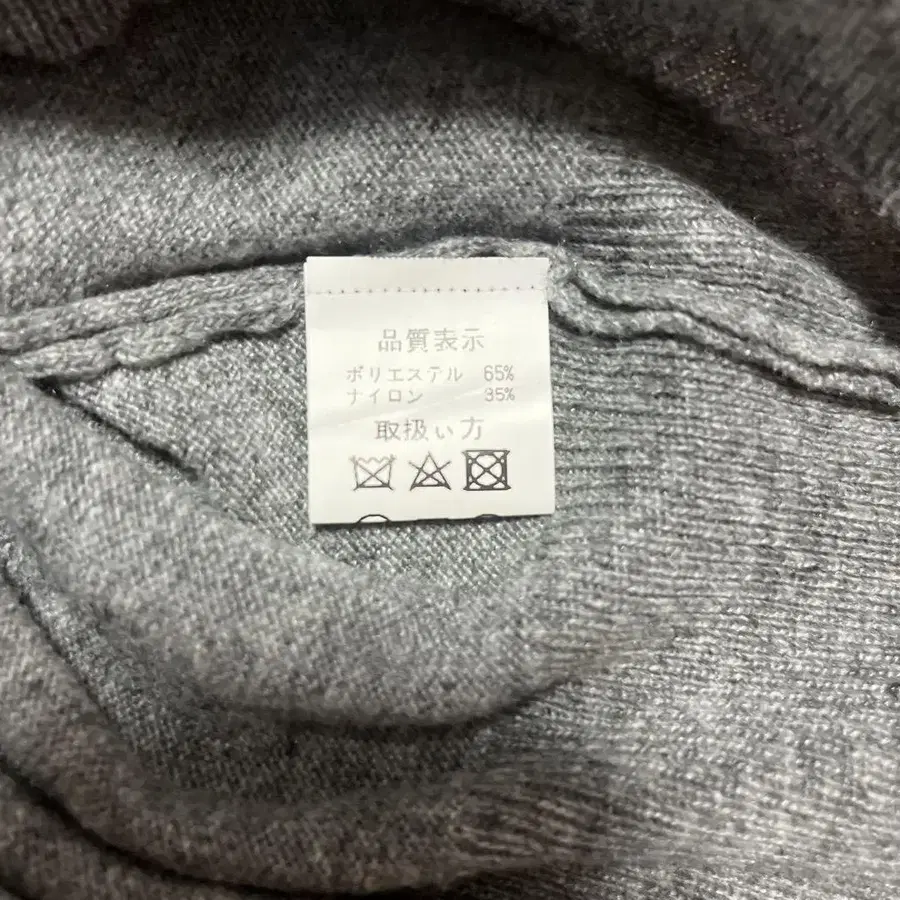 品質表示
ポリエステル 65%
ナイロン 35%
取扱い方